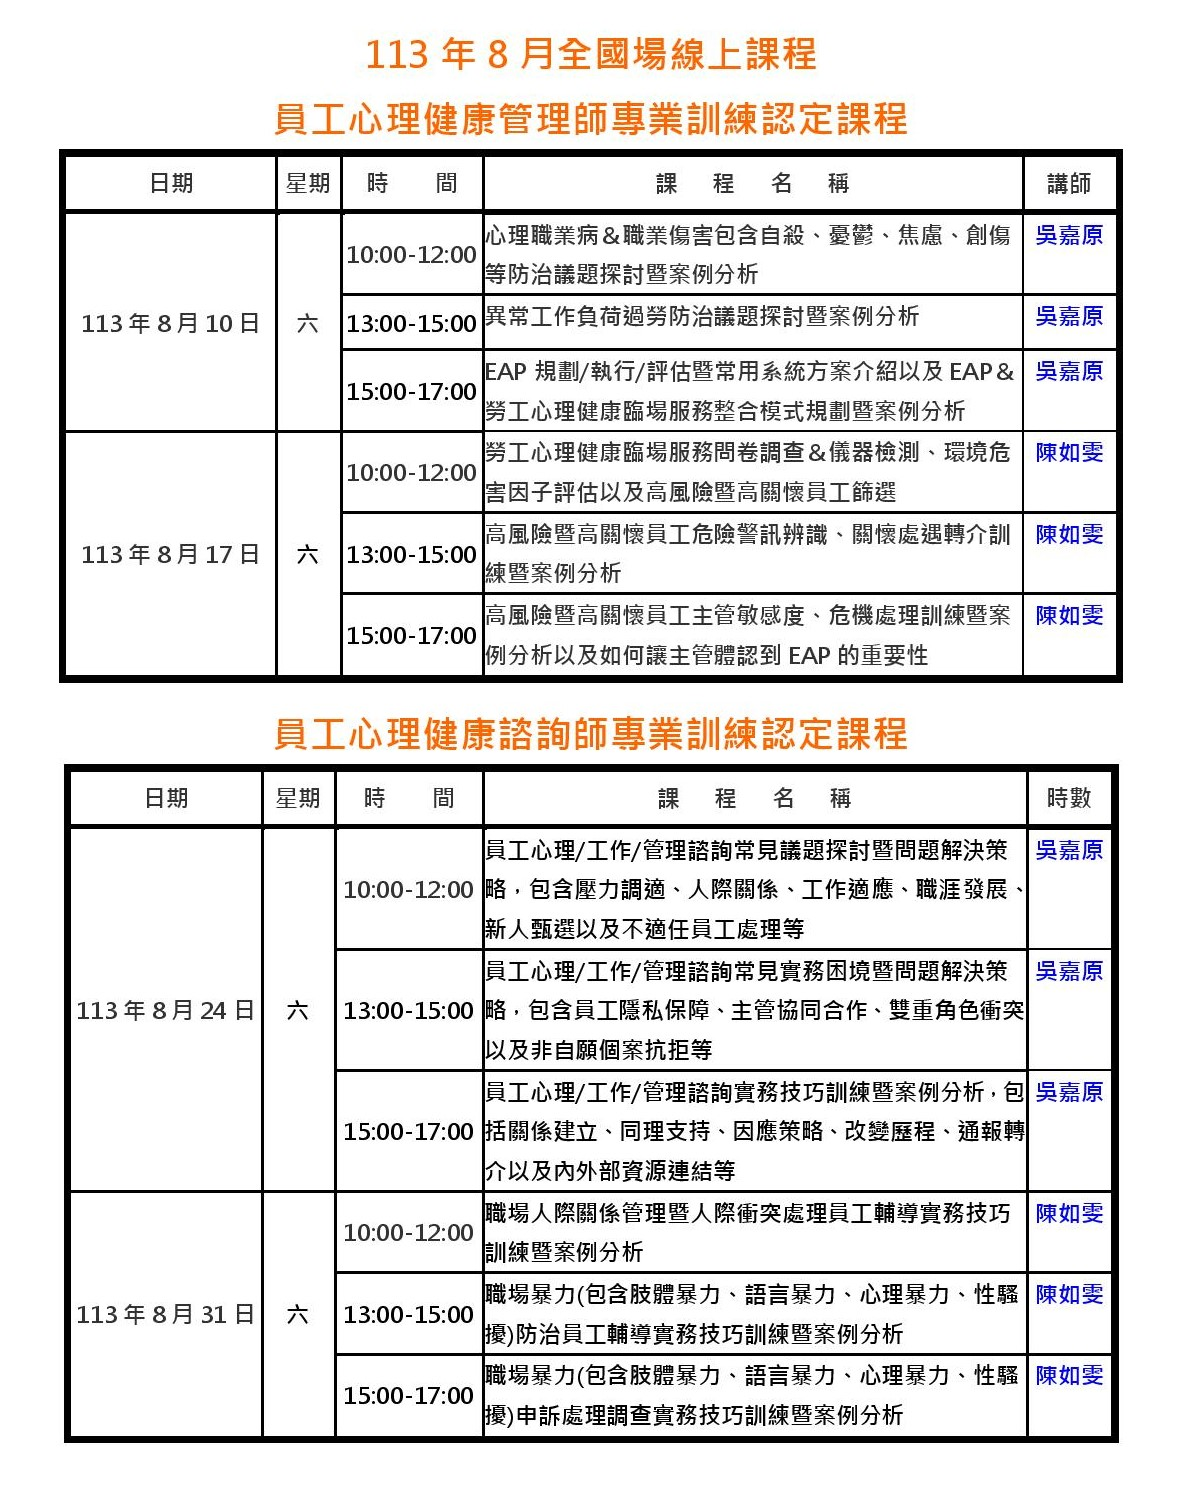 113 年 8 月全國場線上課程
員工心理健康管理師專業訓練認定課程
日期 星期 時 間 課 程 名 稱 講師
113 年 8 月 10 日 六
10:00-12:00 心理職業病＆職業傷害包含自殺、憂鬱、焦慮、創傷 吳嘉原
等防治議題探討暨案例分析
13:00-15:00 異常工作負荷過勞防治議題探討暨案例分析 吳嘉原
15:00-17:00 EAP 規劃/執行/評估暨常用系統方案介紹以及 EAP＆ 吳嘉原
勞工心理健康臨場服務整合模式規劃暨案例分析
113 年 8 月 17 日 六
10:00-12:00 勞工心理健康臨場服務問卷調查＆儀器檢測、環境危 陳如雯
害因子評估以及高風險暨高關懷員工篩選
13:00-15:00 高風險暨高關懷員工危險警訊辨識、關懷處遇轉介訓 陳如雯
練暨案例分析
15:00-17:00 高風險暨高關懷員工主管敏感度、危機處理訓練暨案 陳如雯
例分析以及如何讓主管體認到 EAP 的重要性
員工心理健康諮詢師專業訓練認定課程
日期 星期 時 間 課 程 名 稱 時數
113 年 8 月 24 日 六
10:00-12:00 員工心理/工作/管理諮詢常見議題探討暨問題解決策 吳嘉原
略，包含壓力調適、人際關係、工作適應、職涯發展、
新人甄選以及不適任員工處理等
13:00-15:00 員工心理/工作/管理諮詢常見實務困境暨問題解決策 吳嘉原
略，包含員工隱私保障、主管協同合作、雙重角色衝突
以及非自願個案抗拒等
15:00-17:00 員工心理/工作/管理諮詢實務技巧訓練暨案例分析，包 吳嘉原
括關係建立、同理支持、因應策略、改變歷程、通報轉
介以及內外部資源連結等
113 年 8 月 31 日 六
10:00-12:00 職場人際關係管理暨人際衝突處理員工輔導實務技巧 陳如雯
訓練暨案例分析
13:00-15:00 職場暴力(包含肢體暴力、語言暴力、心理暴力、性騷 陳如雯
擾)防治員工輔導實務技巧訓練暨案例分析
15:00-17:00 職場暴力(包含肢體暴力、語言暴力、心理暴力、性騷 陳如雯
擾)申訴處理調查實務技巧訓練暨案例分析